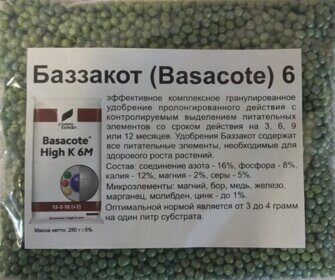 Баззакот (Basacote) 6
эффективное комплексное гранулированное
удобрение пролонгированного действия с
контролируемым выделением питательных
элементов со сроком действия на 3, 6, 9
или 12 месяцев. Удобрения Баззакот содержат
все питательные элементы, необходимые для
здорового роста растений.
Состав: соединение азота - 16%, фосфора - 8%,
калия - 12%, магния - 2%, серы - 5%.
Микроэлементы: магний, бор, медь, железо,
марганец, молибден, цинк - до 1%.
Оптимальной нормой является от 3 до 4 грамм
на один литр субстрата.
EXPERT
Basacote®
High K 6M
Масса нетто: 250 г ± 5%